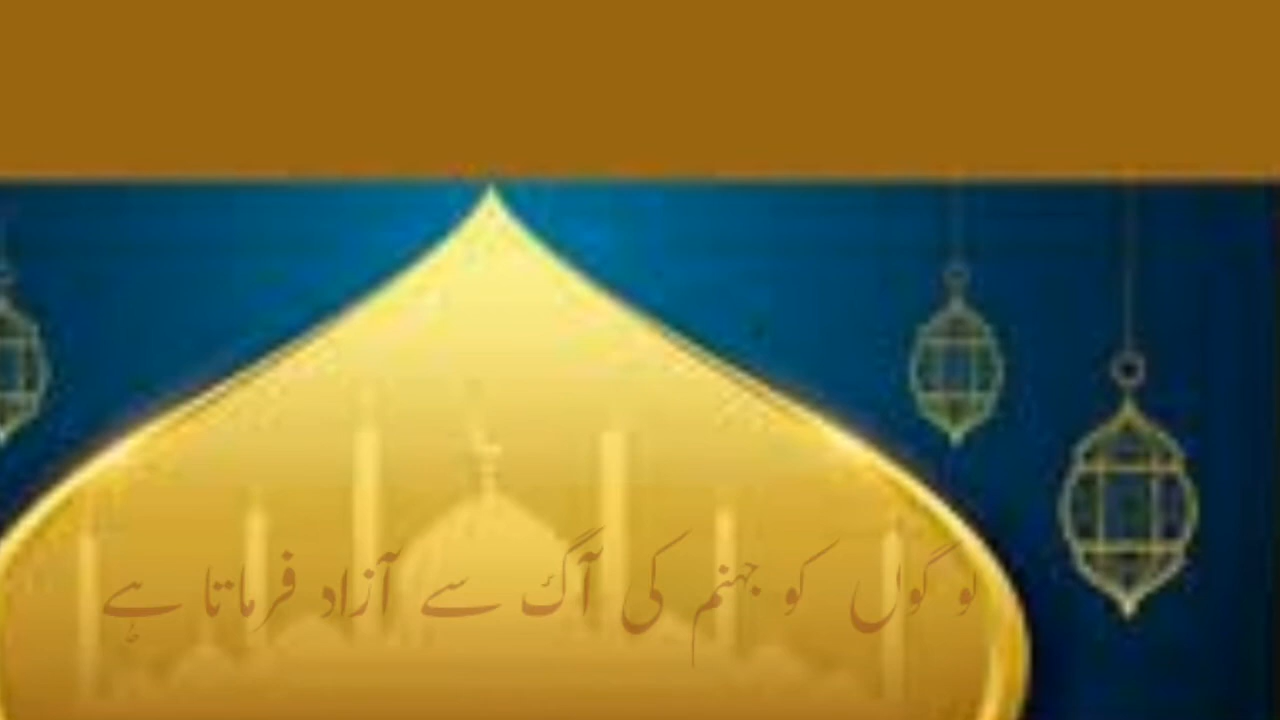 لوگوں کو جہنم کی آگ سے آزاد فرماتا ہے